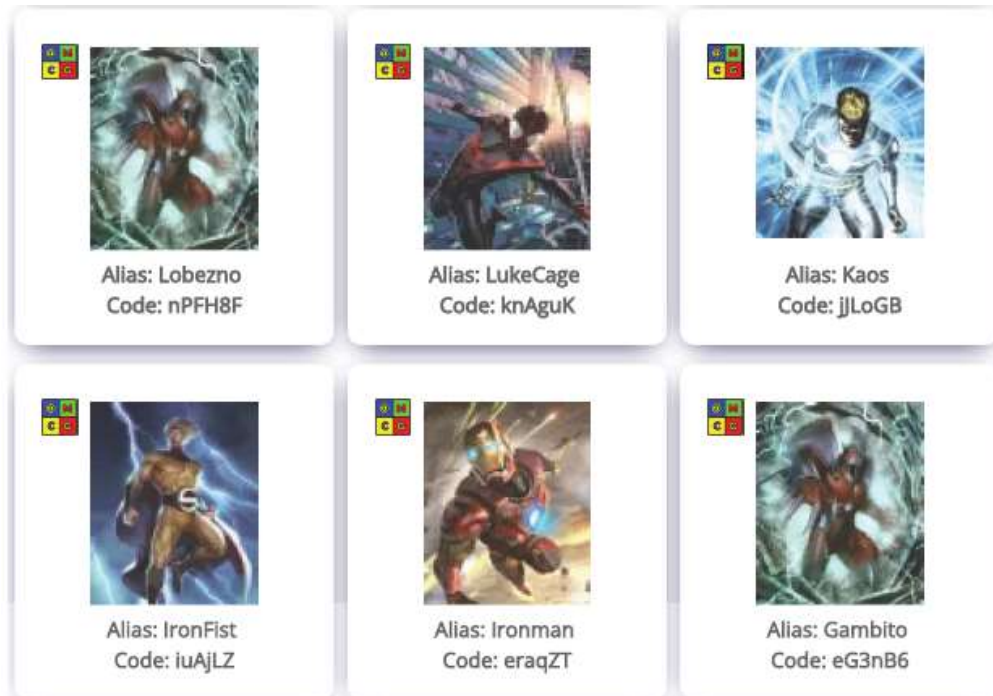 Alias: Lobezno
Code: nPFH8F
Alias: LukeCage
Code: knAguK
Alias: Kaos
Code: jJLoGB
Alias: IronFist
Code: iuAjLZ
Alias: Ironman
Code: eraqZT
Alias: Gambito
Code: eG3nB6
S